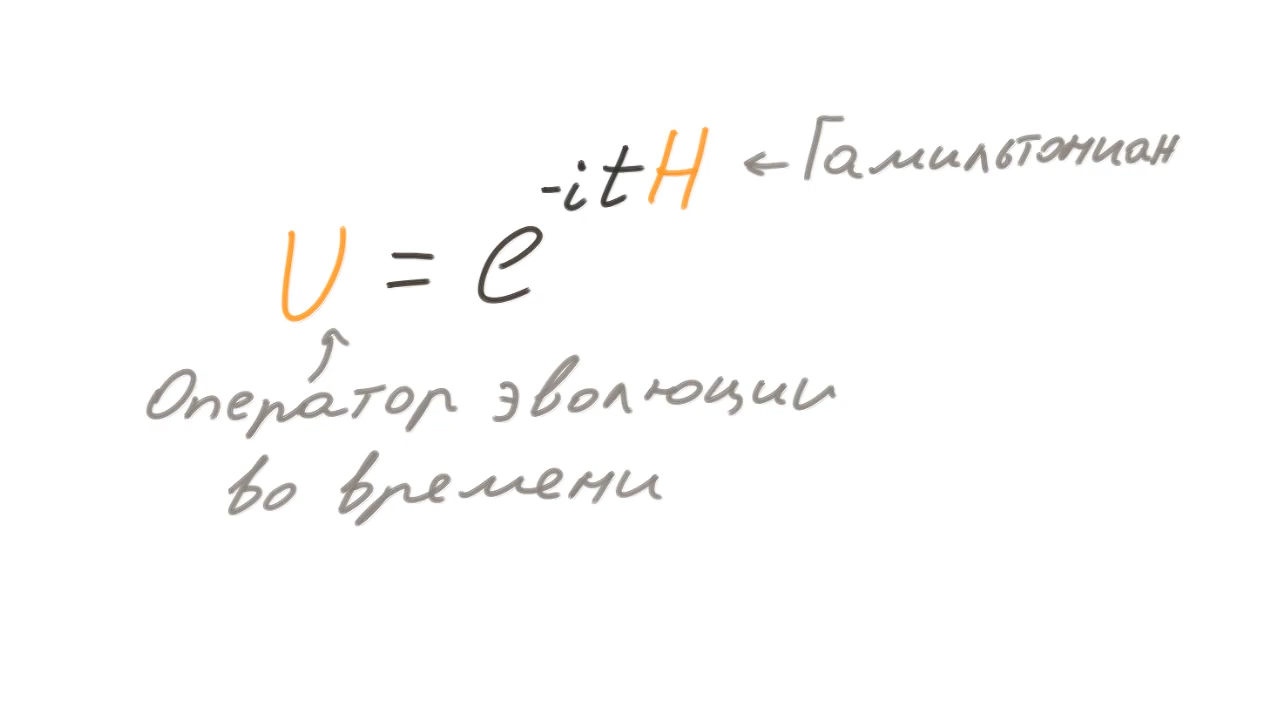 U = e^{-itH} ← Гамильтониан
Оператор эволюции
во времени